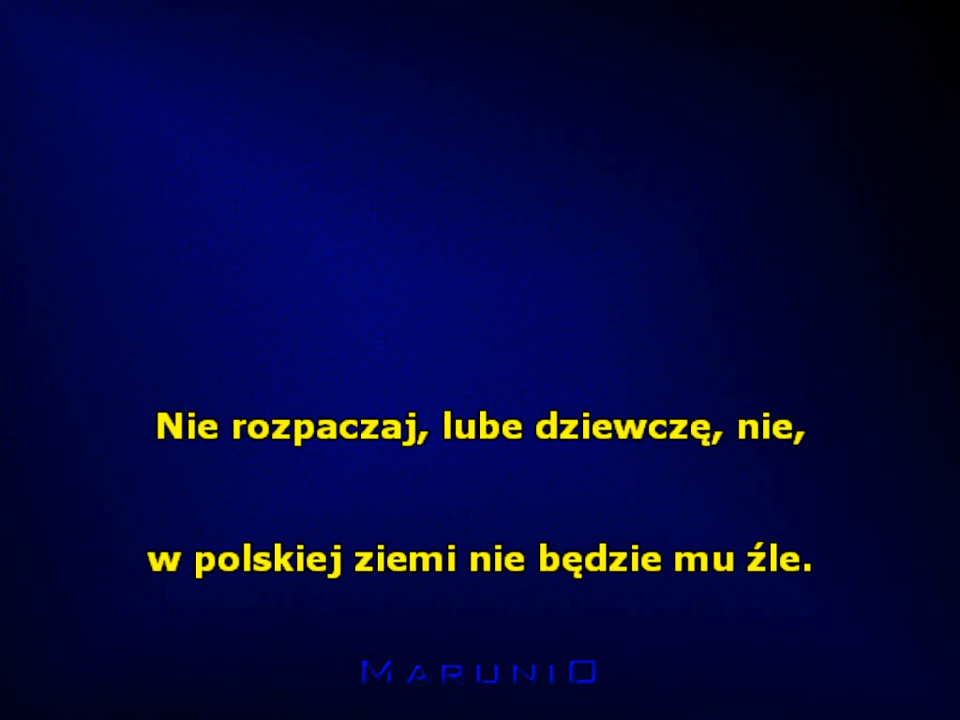 Nie rozpaczaj, lube dziewczę, nie,
w polskiej ziemi nie będzie mu źle.
MARUNIO